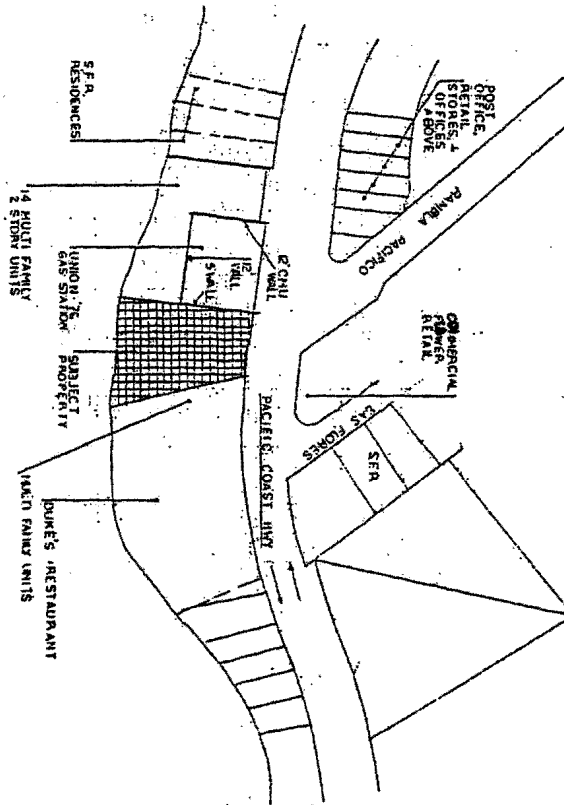 POST
OFFICE,
RETAIL
STORES, &
OFFICES
ABOVE
RAMBLA
PACIFICO
COMMERCIAL
FLOWER
RETAIL
LAS FLORES
S.F.R.
PACIFIC COAST HWY
12' CMU
WALL
12'
WALL
5' WALL
S.F.R.
RESIDENCES
14 MULTI FAMILY
2 STORY UNITS
UNION '76
GAS STATION
SUBJECT
PROPERTY
MULTI FAMILY UNITS
DUKE'S RESTAURANT